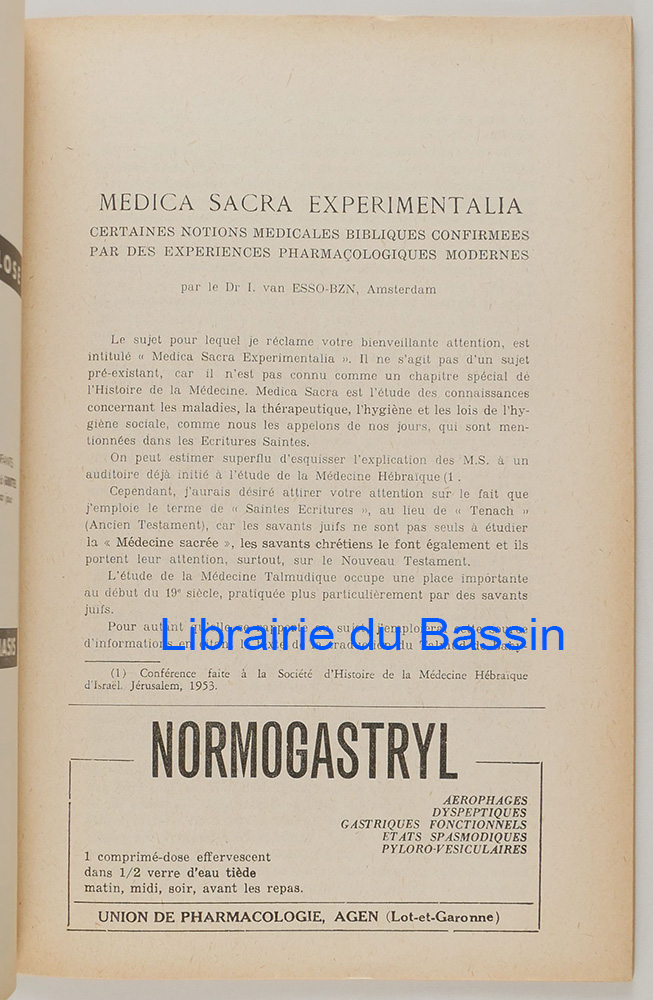 MEDICA SACRA EXPERIMENTALIA
CERTAINES NOTIONS MEDICALES BIBLIQUES CONFIRMEES
PAR DES EXPERIENCES PHARMAÇOLOGIQUES MODERNES
par le Dr I. van ESSO-BZN, Amsterdam
Le sujet pour lequel je réclame votre bienveillante attention, est
intitulé « Medica Sacra Experimentalia ». Il ne s'agit pas d'un sujet
pré-existant, car il n'est pas connu comme un chapitre spécial de
l'Histoire de la Médecine. Medica Sacra est l'étude des connaissances
concernant les maladies, la thérapeutique, l'hygiène et les lois de l'hy-
giène sociale, comme nous les appelons de nos jours, qui sont men-
tionnées dans les Ecritures Saintes.
On peut estimer superflu d'esquisser l'explication des M.S. à un
auditoire déjà initié à l'étude de la Médecine Hébraïque (1 .
Cependant, j'aurais désiré attirer votre attention sur le fait que
j'emploie le terme de « Saintes Ecritures », au lieu de « Tenach »
(Ancien Testament), car les savants juifs ne sont pas seuls à étudier
la « Médecine sacrée », les savants chrétiens le font également et ils
portent leur attention, surtout, sur le Nouveau Testament.
L'étude de la Médecine Talmudique occupe une place importante
au début du 19e siècle, pratiquée plus particulièrement par des savants
juifs.
Pour autant
d'information
Librairie du Bassin
(1) Conférence faite à la Société d'Histoire de la Médecine Hébraïque
d'Israël. Jérusalem, 1953.
NORMOGASTRYL
AEROPHAGES
DYSPEPTIQUES
GASTRIQUES FONCTIONNELS
ETATS SPASMODIQUES
PYLORO-VESICULAIRES
1 comprimé-dose effervescent
dans 1/2 verre d'eau tiède
matin, midi, soir, avant les repas.
UNION DE PHARMACOLOGIE, AGEN (Lot-et-Garonne)